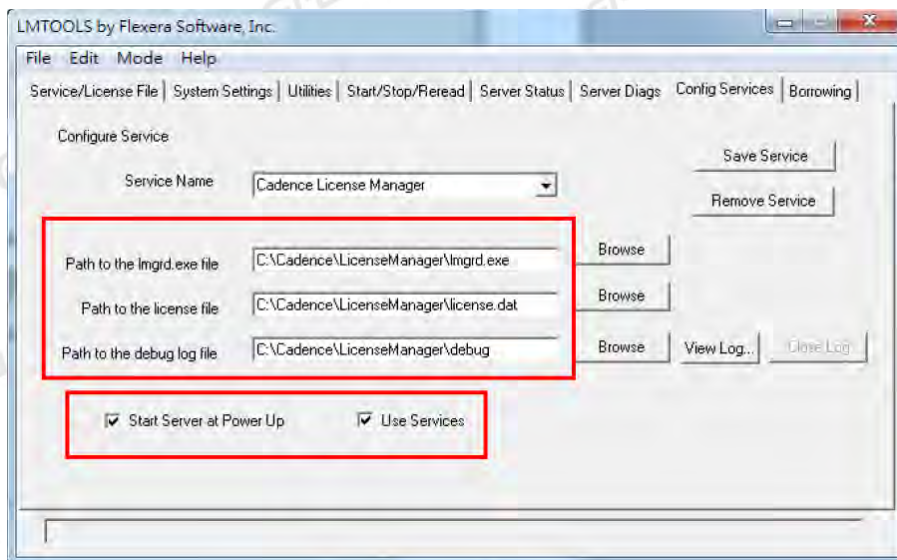 LMTOOLS by Flexera Software, Inc.
File Edit Mode Help
Service/License File System Settings Utilities Start/Stop/Reread Server Status Server Diags Config Services Borrowing
Configure Service
Save Service
Service Name Cadence License Manager
Remove Service
Path to the lmgrd.exe file C:\Cadence\LicenseManager\lmgrd.exe Browse
Path to the license file C:\Cadence\LicenseManager\license.dat Browse
Path to the debug log file C:\Cadence\LicenseManager\debug Browse View Log... Close Log
Start Server at Power Up Use Services